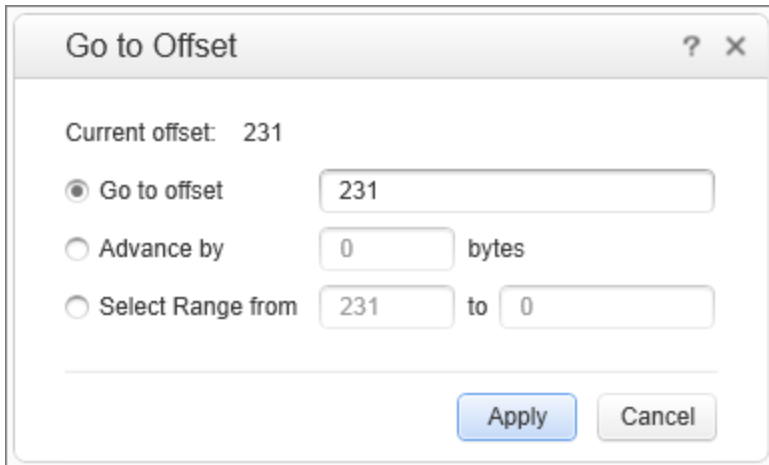 Go to Offset ?
Current offset: 231
Go to offset 231
Advance by 0 bytes
Select Range from 231 to 0
Apply Cancel